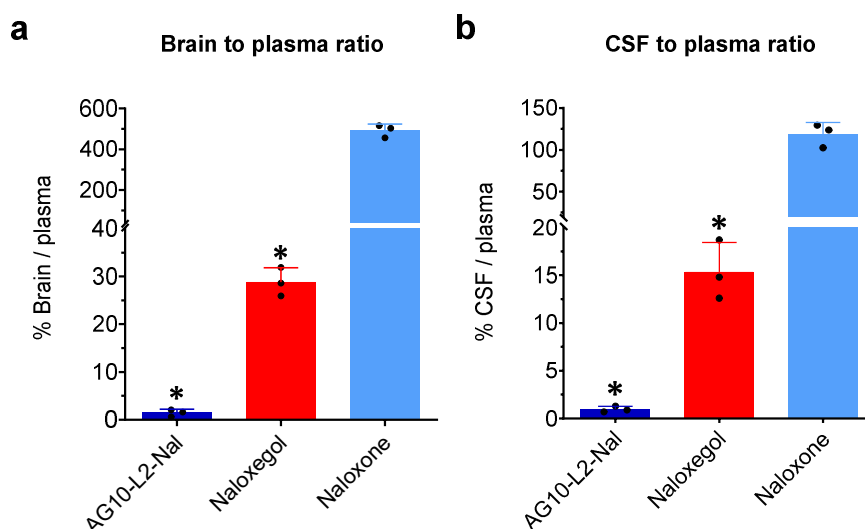 a
Brain to plasma ratio
% Brain / plasma
600
400
200
40
30
20
10
0
*
*
AG10-L2-Nal
Naloxegol
Naloxone
b
CSF to plasma ratio
% CSF / plasma
150
100
50
20
15
10
5
0
*
*
AG10-L2-Nal
Naloxegol
Naloxone